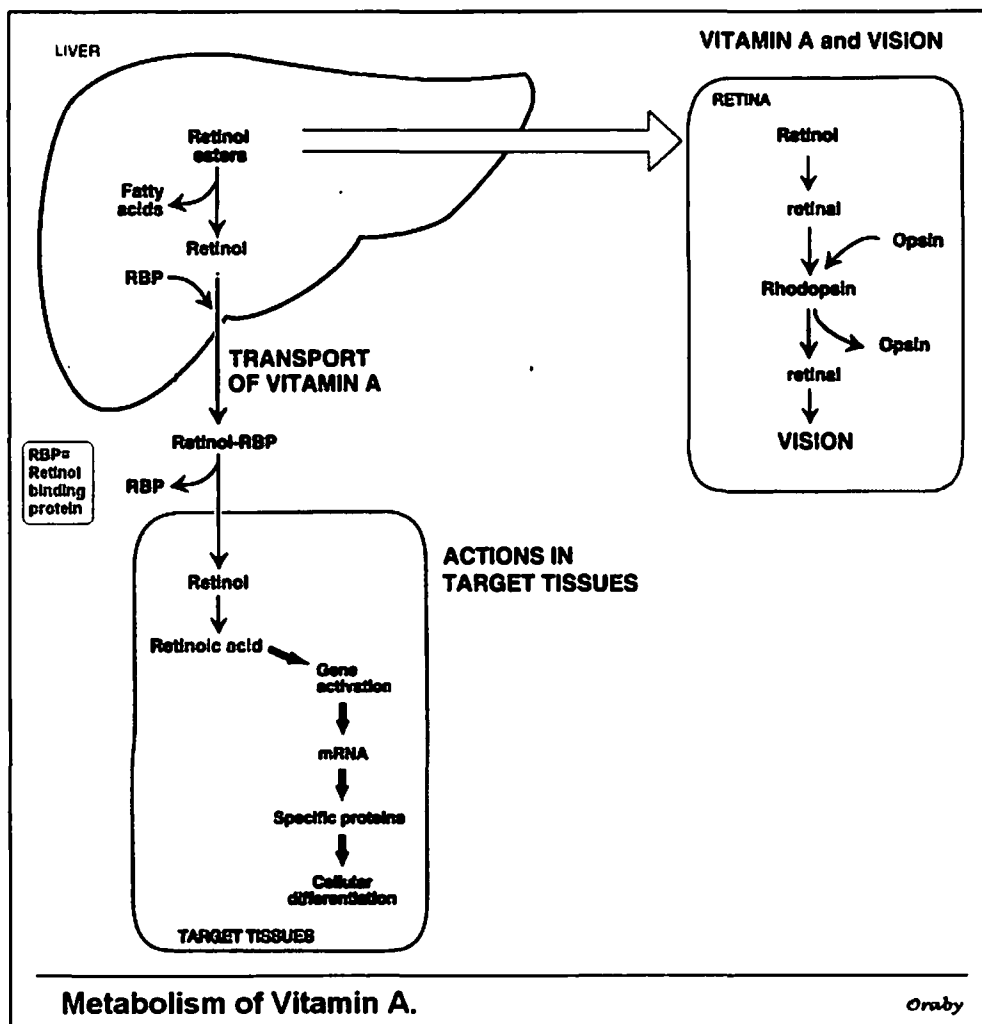 LIVER
Retinol
esters
Fatty
acids
Retinol
RBP
TRANSPORT
OF VITAMIN A
Retinol-RBP
RBP=
Retinol
binding
protein
RBP
Retinol
Retinoic acid
Gene
activation
mRNA
Specific proteins
Cellular
differentiation
TARGET TISSUES
ACTIONS IN
TARGET TISSUES
VITAMIN A and VISION
RETINA
Retinol
retinal
Opsin
Rhodopsin
Opsin
retinal
VISION
Metabolism of Vitamin A.
Oraby